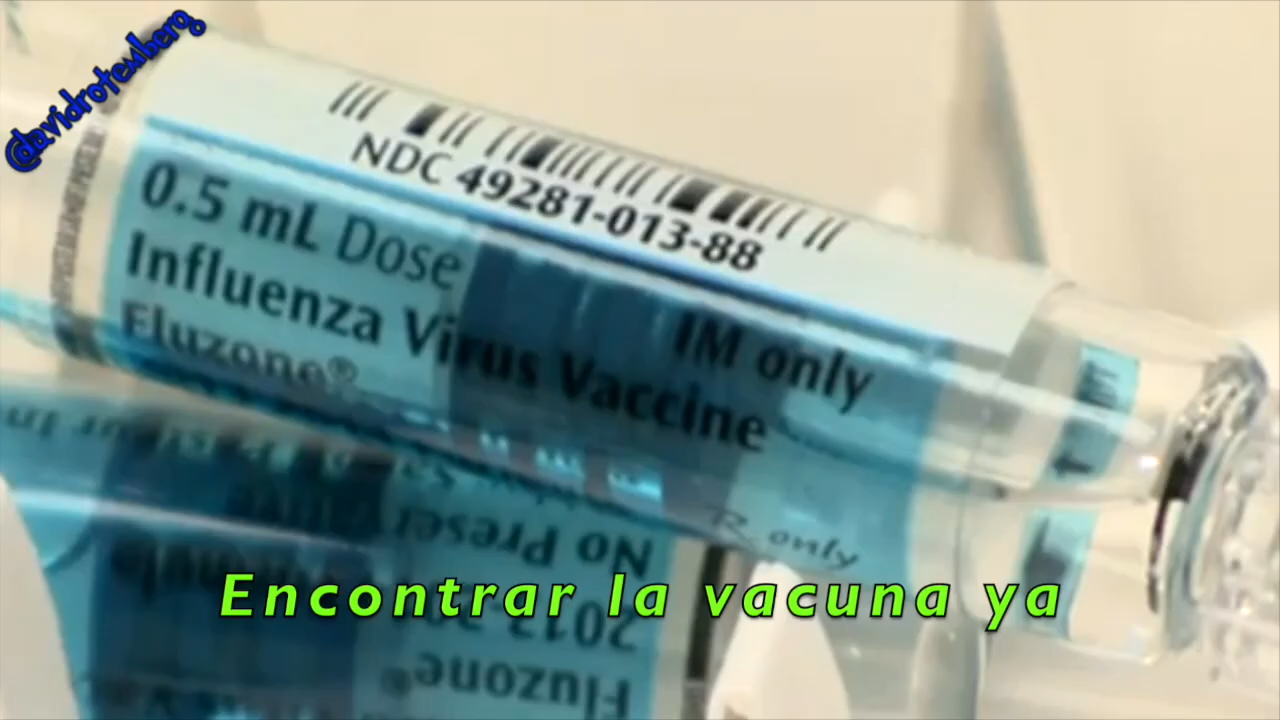 @davidrotemberg
NDC 49281-013-88
0.5 mL Dose
IM only
Influenza Virus Vaccine
Fluzone®
R only
No Preservative
Fluzone®
Encontrar la vacuna ya